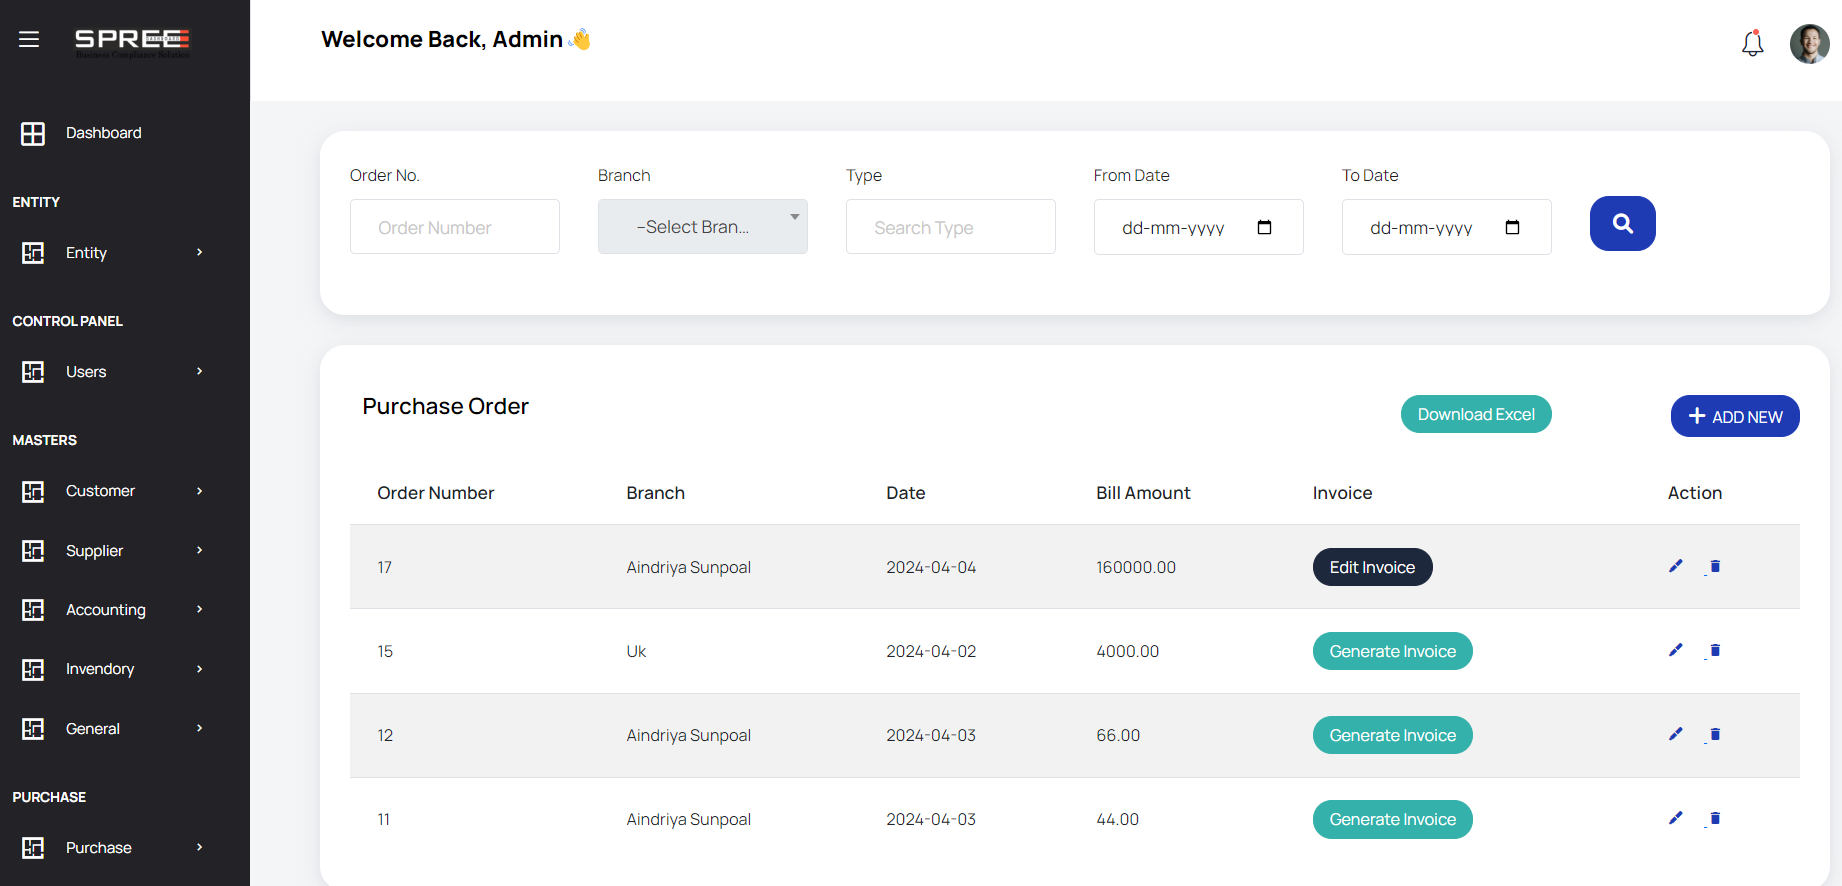 SPREE
DASHBOARD
Business Compliance Solution
Welcome Back, Admin 👋
Dashboard
ENTITY
Entity
CONTROL PANEL
Users
MASTERS
Customer
Supplier
Accounting
Invendory
General
PURCHASE
Purchase
Order No. Branch Type From Date To Date
Order Number --Select Bran... Search Type dd-mm-yyyy dd-mm-yyyy
Purchase Order
Download Excel
ADD NEW
Order Number Branch Date Bill Amount Invoice Action
17 Aindriya Sunpoal 2024-04-04 160000.00 Edit Invoice
15 Uk 2024-04-02 4000.00 Generate Invoice
12 Aindriya Sunpoal 2024-04-03 66.00 Generate Invoice
11 Aindriya Sunpoal 2024-04-03 44.00 Generate Invoice